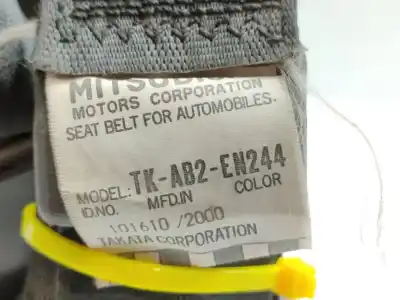 MOTORS CORPORATION
SEAT BELT FOR AUTOMOBILES.
MODEL: TK-AB2-EN244
ID.NO. MFD.IN COLOR
101610 /2000
TAKATA CORPORATION